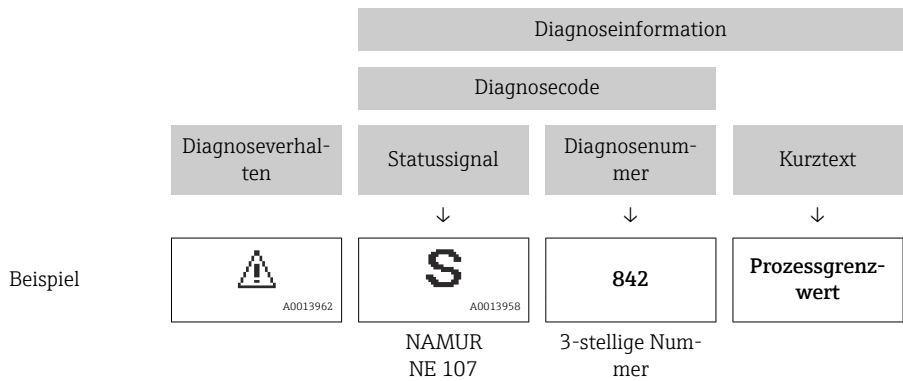 Diagnoseinformation
Diagnosecode
Diagnoseverhal-
ten
Statussignal
Diagnosenum-
mer
Kurztext
↓
↓
↓
Beispiel
A0013962
S
A0013958
842
Prozessgrenz-
wert
NAMUR
NE 107
3-stellige Num-
mer